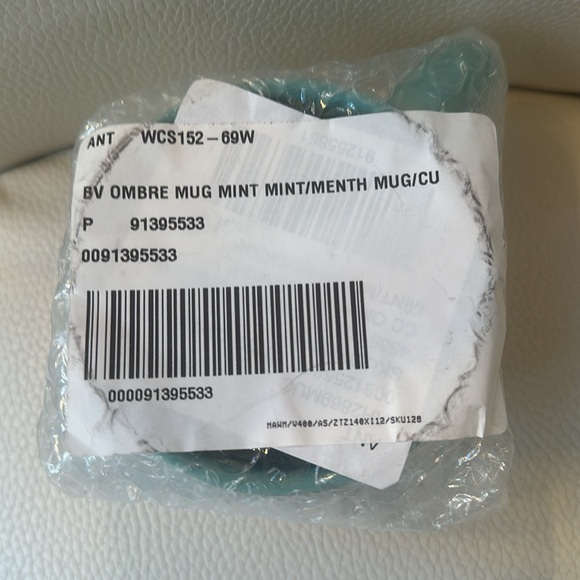 ANT WCS152-69W
BV OMBRE MUG MINT MINT/MENTH MUG/CU
P 91395533
0091395533
000091395533
MAWM/V400/AS/ZTZ140X112/SKU128